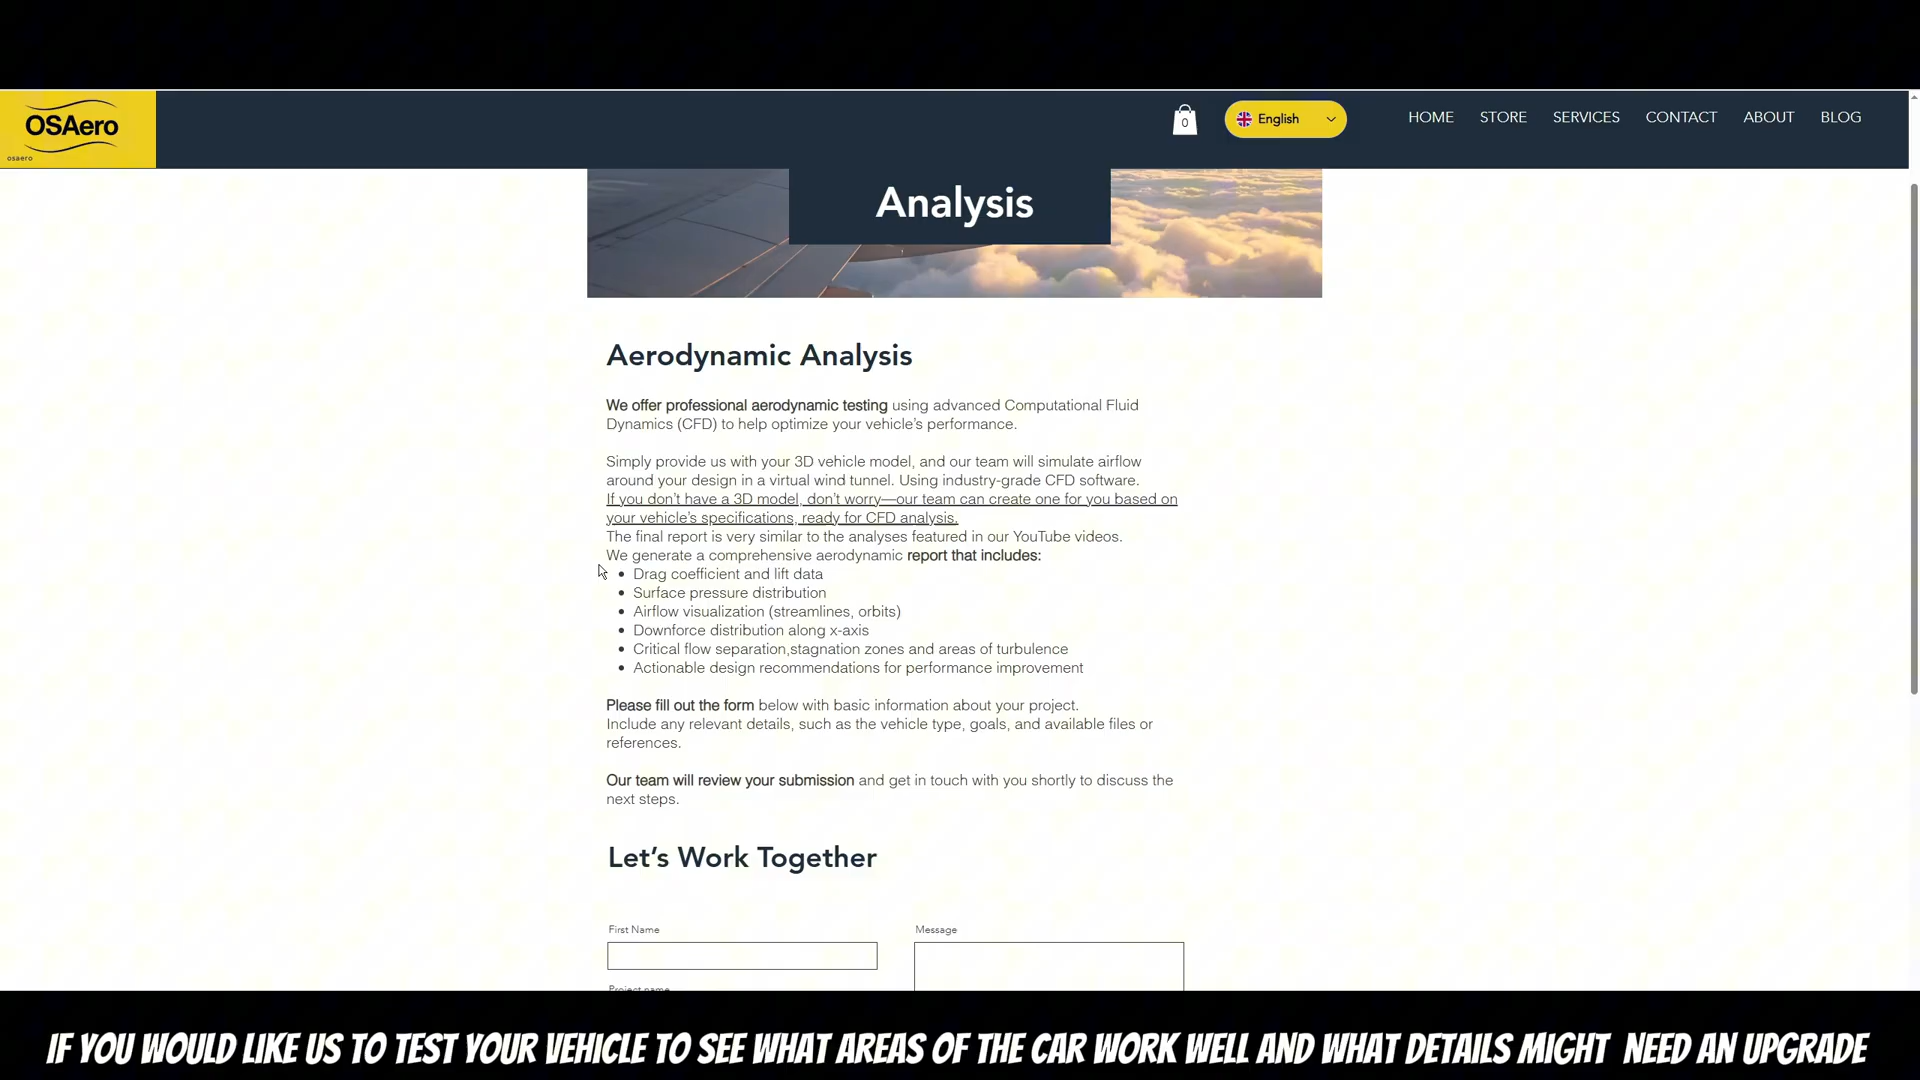 OSAero
osaero
0
English
HOME STORE SERVICES CONTACT ABOUT BLOG
Analysis
Aerodynamic Analysis
We offer professional aerodynamic testing using advanced Computational Fluid
Dynamics (CFD) to help optimize your vehicle’s performance.
Simply provide us with your 3D vehicle model, and our team will simulate airflow
around your design in a virtual wind tunnel. Using industry-grade CFD software.
If you don’t have a 3D model, don’t worry—our team can create one for you based on
your vehicle’s specifications, ready for CFD analysis.
The final report is very similar to the analyses featured in our YouTube videos.
We generate a comprehensive aerodynamic report that includes:
• Drag coefficient and lift data
• Surface pressure distribution
• Airflow visualization (streamlines, orbits)
• Downforce distribution along x-axis
• Critical flow separation,stagnation zones and areas of turbulence
• Actionable design recommendations for performance improvement
Please fill out the form below with basic information about your project.
Include any relevant details, such as the vehicle type, goals, and available files or
references.
Our team will review your submission and get in touch with you shortly to discuss the
next steps.
Let’s Work Together
First Name
Message
Project name
IF YOU WOULD LIKE US TO TEST YOUR VEHICLE TO SEE WHAT AREAS OF THE CAR WORK WELL AND WHAT DETAILS MIGHT NEED AN UPGRADE